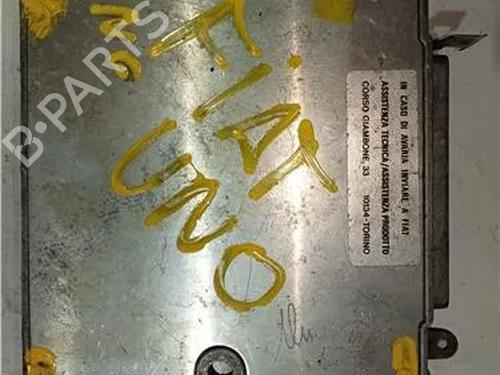 B-PARTS
FIAT
UNO
IN CASO DI AVARIA INVIARE A FIAT
ASSISTENZA TECNICA/ASSISTENZA PRODOTTO
CORSO GIAMBONE, 33 10134-TORINO